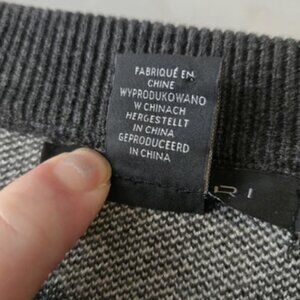 FABRIQUÉ EN
CHINE
WYPRODUKOWANO
W CHINACH
HERGESTELLT
IN CHINA
GEPRODUCEERD
IN CHINA